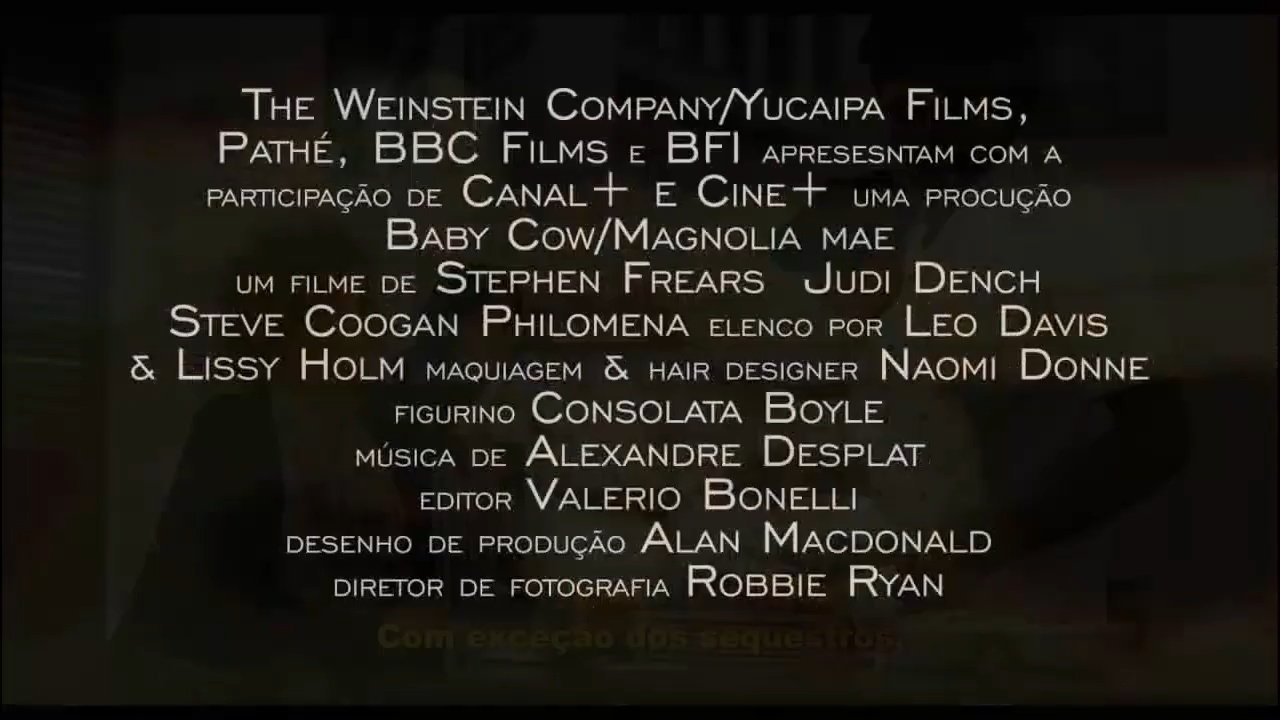 The Weinstein Company/Yucaipa Films,
Pathé, BBC Films e BFI apresesntam com a
participação de Canal+ e Cine+ uma procução
Baby Cow/Magnolia mae
um filme de Stephen Frears Judi Dench
Steve Coogan Philomena elenco por Leo Davis
& Lissy Holm maquiagem & hair designer Naomi Donne
figurino Consolata Boyle
música de Alexandre Desplat
editor Valerio Bonelli
desenho de produção Alan Macdonald
diretor de fotografia Robbie Ryan
Com exceção dos sequestros.